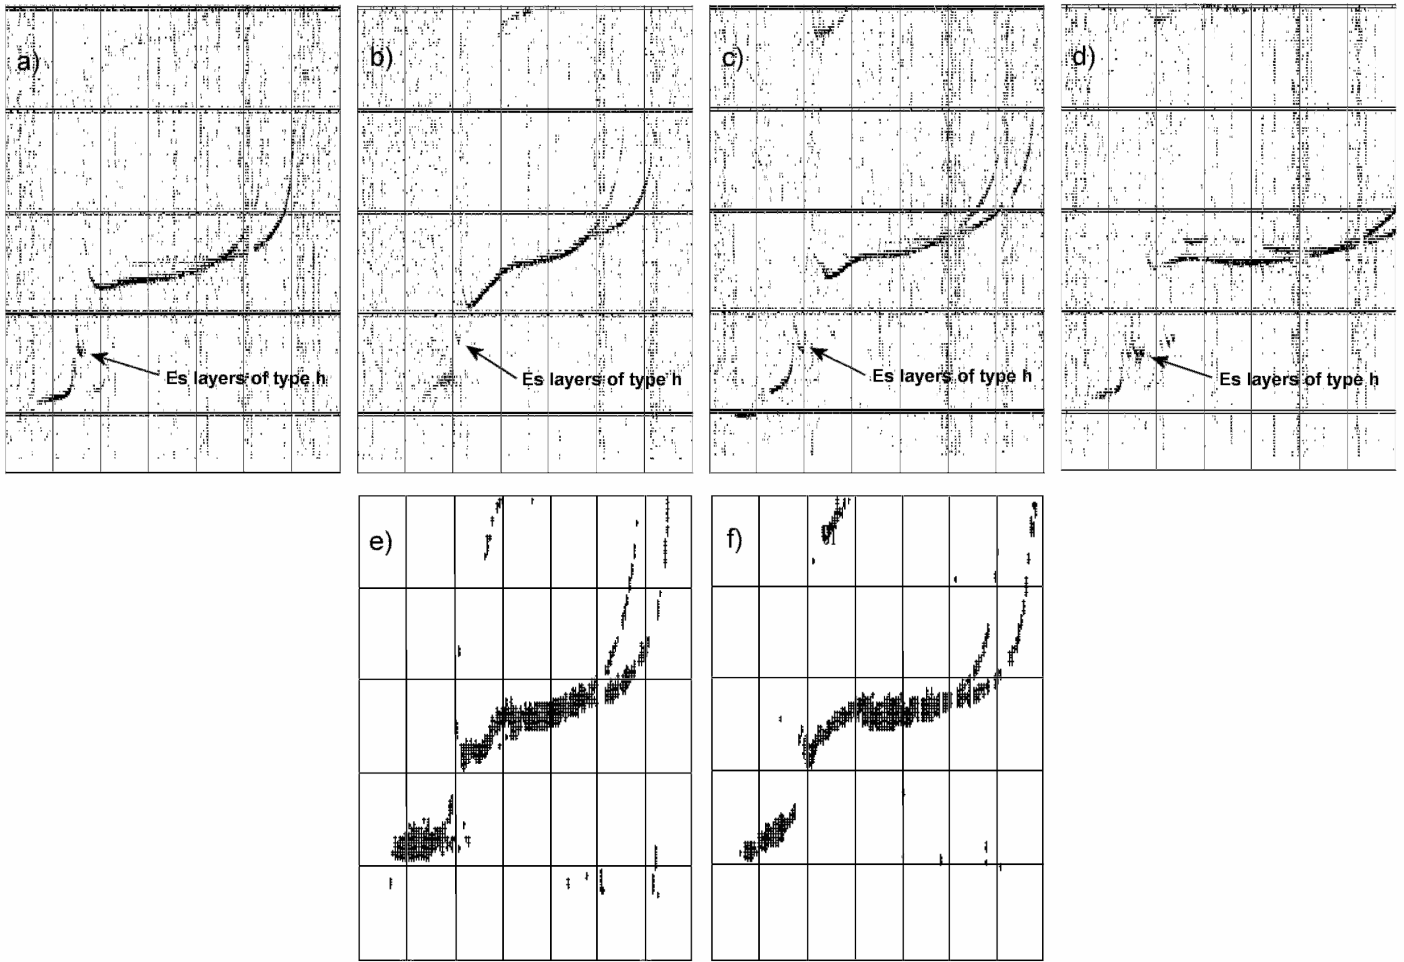 a)
b)
c)
d)
Es layers of type h
Es layers of type h
Es layers of type h
Es layers of type h
e)
f)